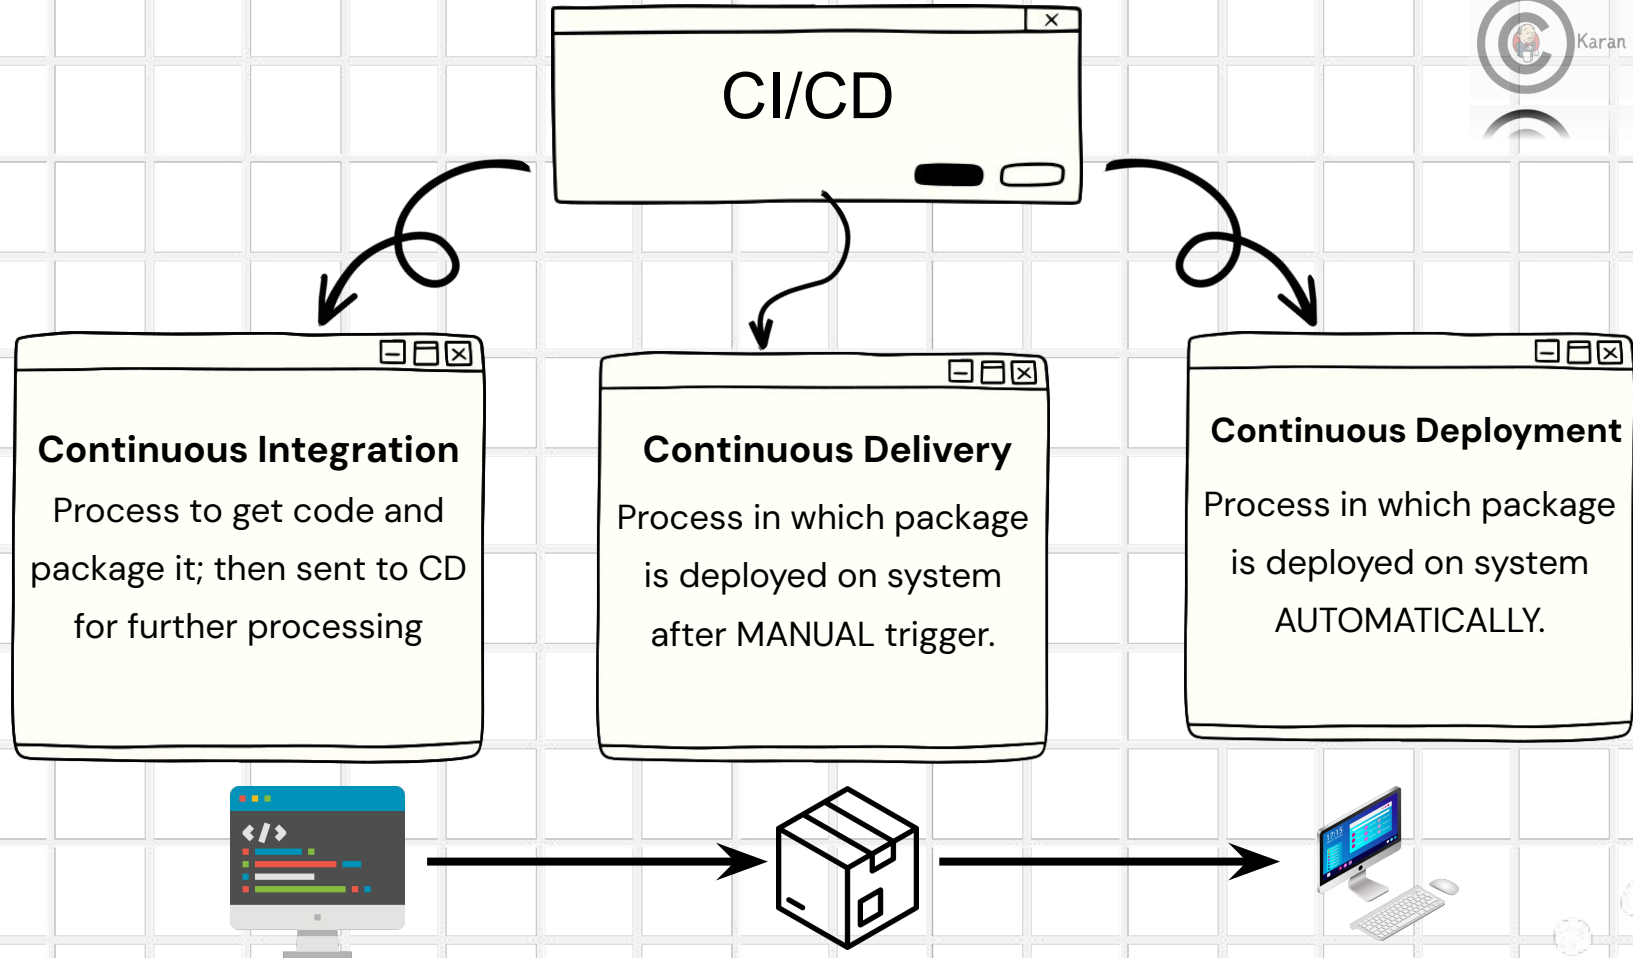 CI/CD
Karan
Continuous Integration
Process to get code and
package it; then sent to CD
for further processing
Continuous Delivery
Process in which package
is deployed on system
after MANUAL trigger.
Continuous Deployment
Process in which package
is deployed on system
AUTOMATICALLY.
</>
17:15